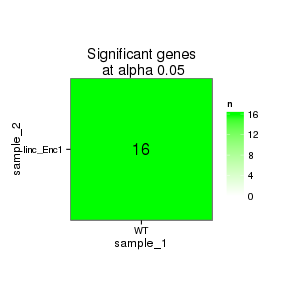 Significant genes
at alpha 0.05
sample_2
linc_Enc1
16
WT
sample_1
n
16
12
8
4
0